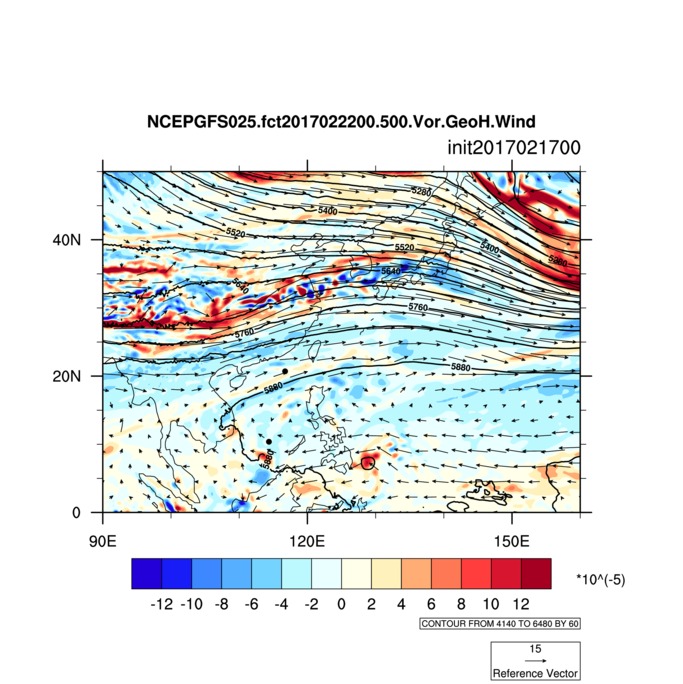 NCEPGFS025.fct2017022200.500.Vor.GeoH.Wind
init2017021700
5280
5400
5520
40N
5520
5400
5280
5640
5640
5760
5760
5880
20N
5880
5880
0
90E 120E 150E
-12 -10 -8 -6 -4 -2 0 2 4 6 8 10 12
*10^(-5)
CONTOUR FROM 4140 TO 6480 BY 60
15
Reference Vector